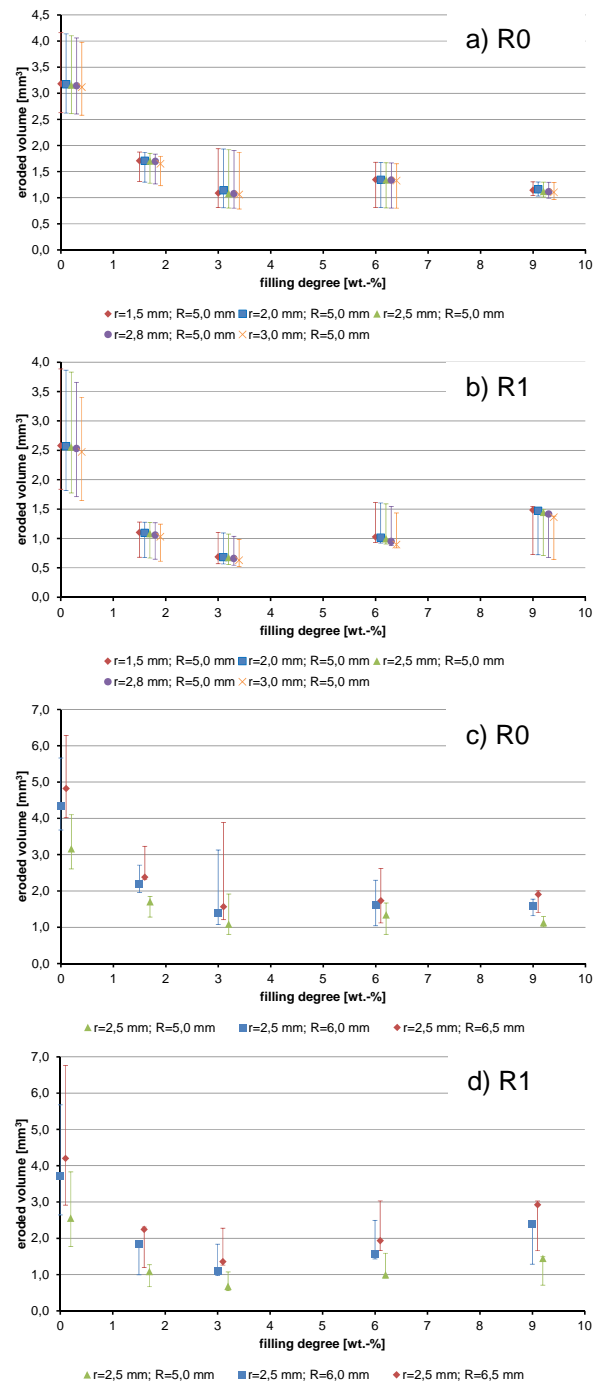 a) R0
eroded volume [mm³]
4,5
4,0
3,5
3,0
2,5
2,0
1,5
1,0
0,5
0,0
0 1 2 3 4 5 6 7 8 9 10
filling degree [wt.-%]
r=1,5 mm; R=5,0 mm r=2,0 mm; R=5,0 mm r=2,5 mm; R=5,0 mm
r=2,8 mm; R=5,0 mm r=3,0 mm; R=5,0 mm
b) R1
eroded volume [mm³]
4,0
3,5
3,0
2,5
2,0
1,5
1,0
0,5
0,0
0 1 2 3 4 5 6 7 8 9 10
filling degree [wt.-%]
r=1,5 mm; R=5,0 mm r=2,0 mm; R=5,0 mm r=2,5 mm; R=5,0 mm
r=2,8 mm; R=5,0 mm r=3,0 mm; R=5,0 mm
c) R0
eroded volume [mm³]
7,0
6,0
5,0
4,0
3,0
2,0
1,0
0,0
0 1 2 3 4 5 6 7 8 9 10
filling degree [wt.-%]
r=2,5 mm; R=5,0 mm r=2,5 mm; R=6,0 mm r=2,5 mm; R=6,5 mm
d) R1
eroded volume [mm³]
7,0
6,0
5,0
4,0
3,0
2,0
1,0
0,0
0 1 2 3 4 5 6 7 8 9 10
filling degree [wt.-%]
r=2,5 mm; R=5,0 mm r=2,5 mm; R=6,0 mm r=2,5 mm; R=6,5 mm